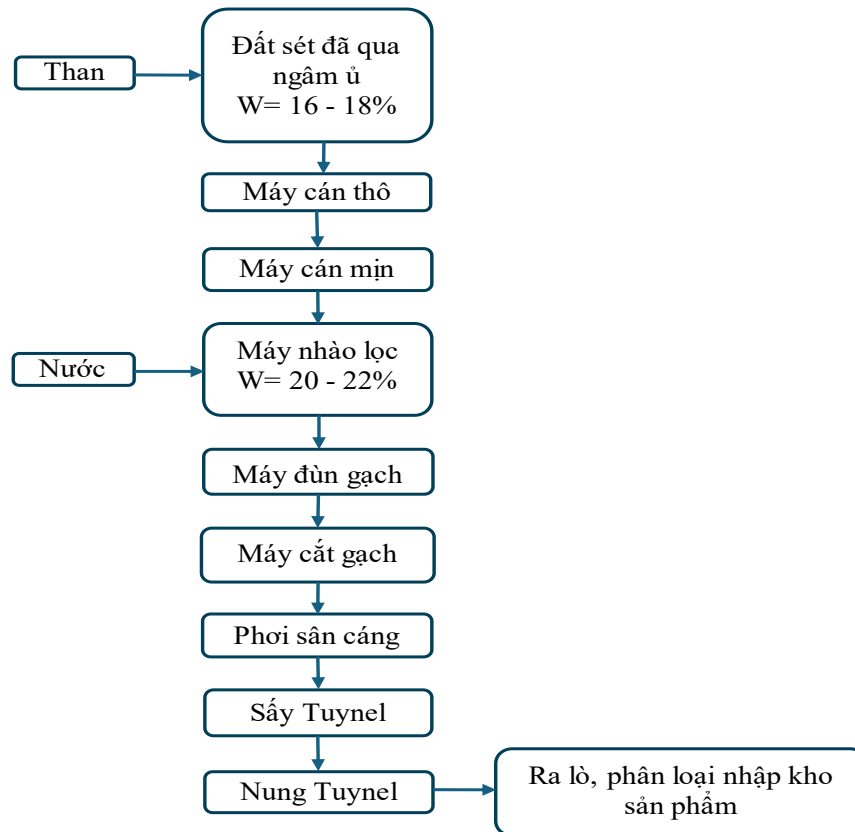 Than
Đất sét đã qua
ngâm ủ
W= 16 - 18%
Máy cán thô
Máy cán mịn
Nước
Máy nhào lọc
W= 20 - 22%
Máy đùn gạch
Máy cắt gạch
Phơi sân cáng
Sấy Tuynel
Nung Tuynel
Ra lò, phân loại nhập kho
sản phẩm